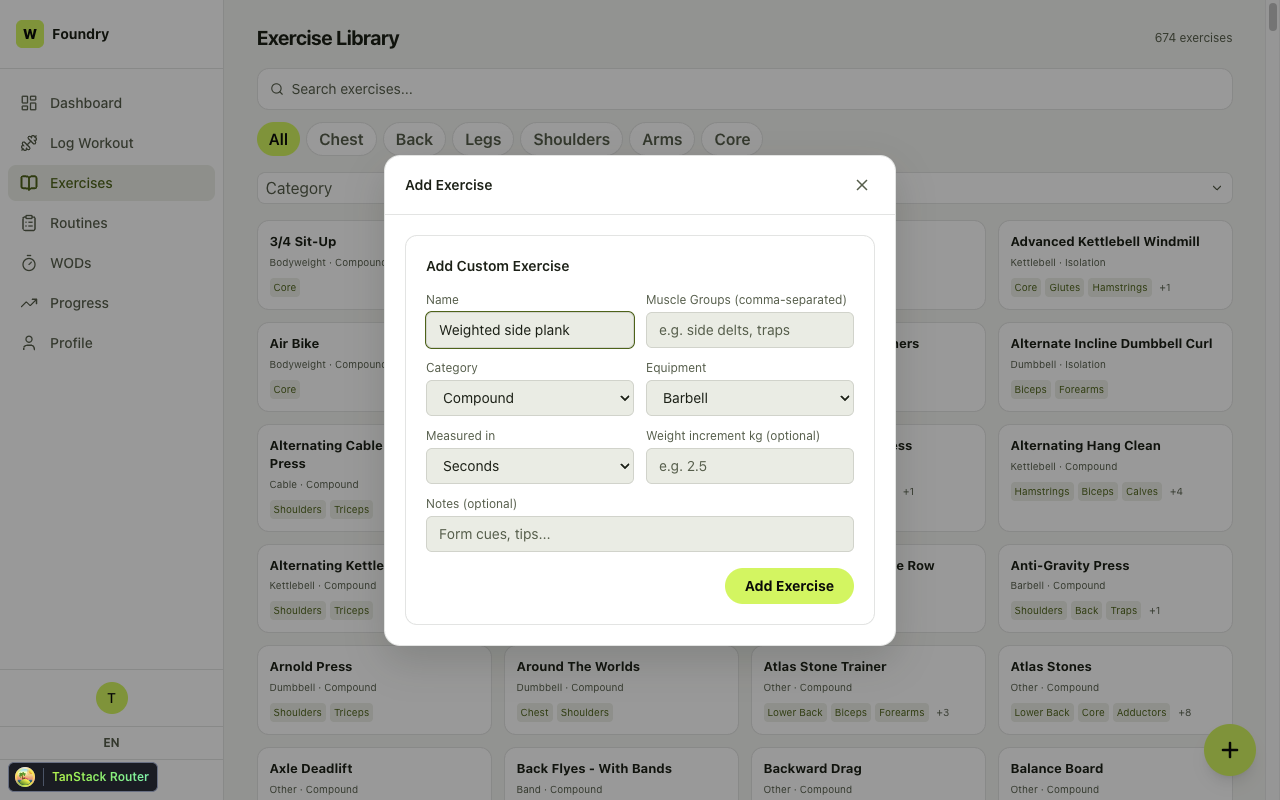 W Foundry
Dashboard
Log Workout
Exercises
Routines
WODs
Progress
Profile
T
EN
TanStack Router
Exercise Library
674 exercises
Search exercises...
All Chest Back Legs Shoulders Arms Core
Category
Add Exercise
Add Custom Exercise
Name
Weighted side plank
Muscle Groups (comma-separated)
e.g. side delts, traps
Category
Compound
Equipment
Barbell
Measured in
Seconds
Weight increment kg (optional)
e.g. 2.5
Notes (optional)
Form cues, tips...
Add Exercise
3/4 Sit-Up
Bodyweight · Compound
Core
Advanced Kettlebell Windmill
Kettlebell · Isolation
Core Glutes Hamstrings +1
Air Bike
Bodyweight · Compound
Core
Alternate Incline Dumbbell Curl
Dumbbell · Isolation
Biceps Forearms
Alternating Cable
Press
Cable · Compound
Shoulders Triceps
+1
Alternating Hang Clean
Kettlebell · Compound
Hamstrings Biceps Calves +4
Alternating Kettle
Kettlebell · Compound
Shoulders Triceps
Row
Anti-Gravity Press
Barbell · Compound
Shoulders Back Traps +1
Arnold Press
Dumbbell · Compound
Shoulders Triceps
Around The Worlds
Dumbbell · Compound
Chest Shoulders
Atlas Stone Trainer
Other · Compound
Lower Back Biceps Forearms +3
Atlas Stones
Other · Compound
Lower Back Core Adductors +8
Axle Deadlift
Other · Compound
Back Flyes - With Bands
Band · Compound
Backward Drag
Other · Compound
Balance Board
Other · Compound